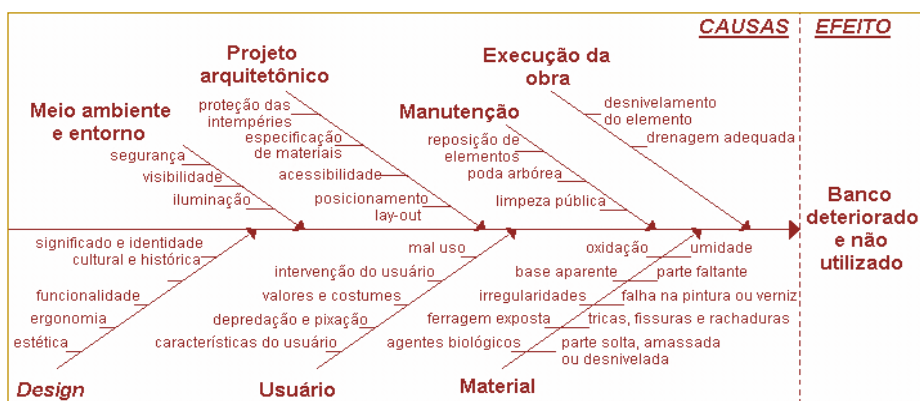 CAUSAS
EFEITO
Projeto
arquitetônico
proteção das
intempéries
especificação
de materiais
acessibilidade
posicionamento
lay-out
Execução da
obra
desnivelamento
do elemento
drenagem adequada
Meio ambiente
e entorno
segurança
visibilidade
iluminação
Manutenção
reposição de
elementos
poda arbórea
limpeza pública
Banco
deteriorado
e não
utilizado
significado e identidade
cultural e histórica
funcionalidade
ergonomia
estética
Design
mal uso
intervenção do usuário
valores e costumes
depredação e pixação
características do usuário
Usuário
oxidação
umidade
base aparente
parte faltante
irregularidades
falha na pintura ou verniz
ferragem exposta
tricas, fissuras e rachaduras
agentes biológicos
parte solta, amassada
ou desnivelada
Material